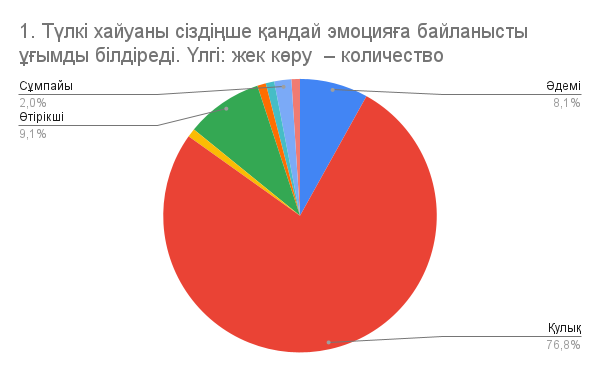 1. Түлкі хайуаны сіздіңше қандай эмоцияға байланысты
ұғымды білдіреді. Үлгі: жек көру  – количество
Сұмпайы
2,0%
Өтірікші
9,1%
Әдемі
8,1%
Қулық
76,8%